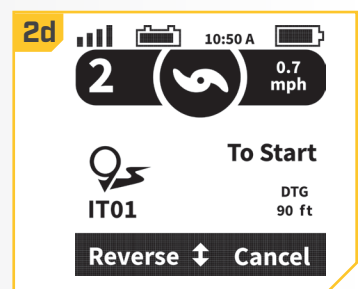 2d
10:50 A
2
0.7
mph
To Start
IT01
DTG
90 ft
Reverse Cancel